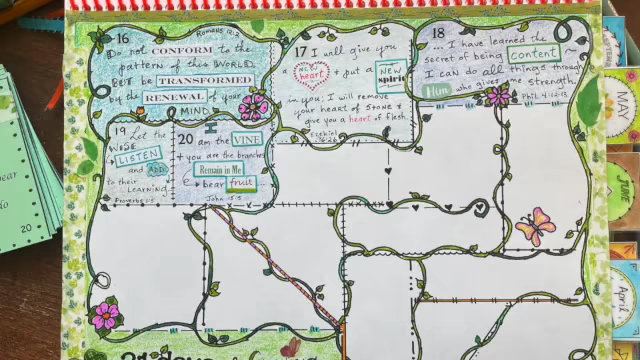 16
Romans 12:2
Do not CONFORM to the
pattern of this WORLD
BUT be TRANSFORMED
by the RENEWAL of your
MIND
17 I will give you
a NEW heart + put a NEW spirit
in you; I will remove
your heart of stone +
give you a heart of flesh.
Ezekiel
18
... I have learned the
secret of being content ~
I can do all things through
Him who gives me strength.
Phil 4:12-13
19 Let the
WISE
LISTEN
and ADD
to their
LEARNING
Proverbs 1:5
20 I am the VINE
+ you are the branches
Remain in Me
bear fruit...
John 15:5
20
MAY
JUNE
April
21 days of